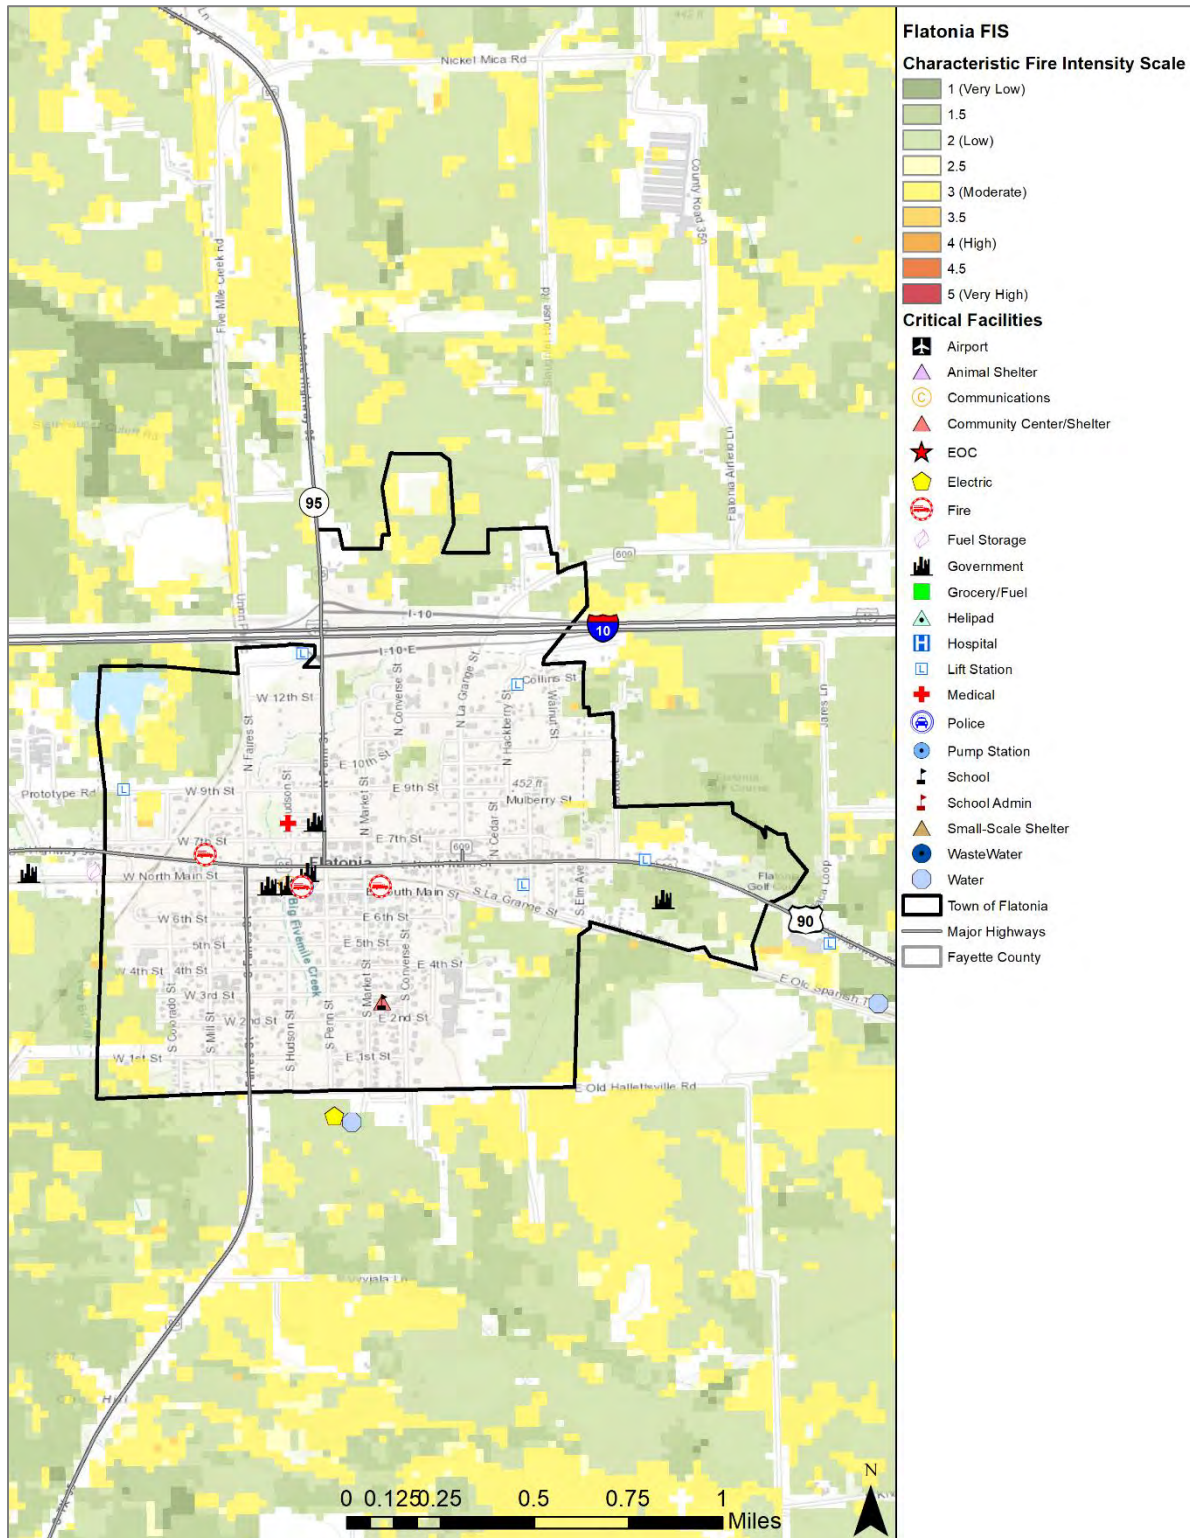 Flatonia FIS
Characteristic Fire Intensity Scale
1 (Very Low)
1.5
2 (Low)
2.5
3 (Moderate)
3.5
4 (High)
4.5
5 (Very High)
Critical Facilities
Airport
Animal Shelter
C
Communications
Community Center/Shelter
EOC
Electric
Fire
Fuel Storage
Government
Grocery/Fuel
Helipad
H
Hospital
L
Lift Station
Medical
Police
Pump Station
School
School Admin
Small-Scale Shelter
WasteWater
Water
Town of Flatonia
Major Highways
Fayette County
Nickel Mica Rd
County Road 350
Five Mile Creek Rd
House Rd
Flatonia Airfield Ln
95
609
I-10
10
I-10 E
L
W 12th St
N Faires St
N Converse St
N La Grange St
Collins St
L
N Hackberry St
Walnut St
Jares Ln
E 10th St
452 ft
Prototype Rd
L
W 9th St
E 9th St
Mulberry St
N Market St
N Cedar St
W 7th St
E 7th St
609
Flatonia
W North Main St
L
South Main St
S La Grange St
L
S Elm Ave
90
L
W 6th St
E 6th St
5th St
E 5th St
Big Fivemile Creek
W 4th St
4th St
E 4th St
S Colorado St
S Mill St
W 3rd St
S Market St
S Converse St
W 2nd St
E 2nd St
S Hudson St
S Penn St
W 1st St
E 1st St
E Old Spanish T
E Old Hallettsville Rd
N
0 0.125 0.25 0.5 0.75 1
Miles